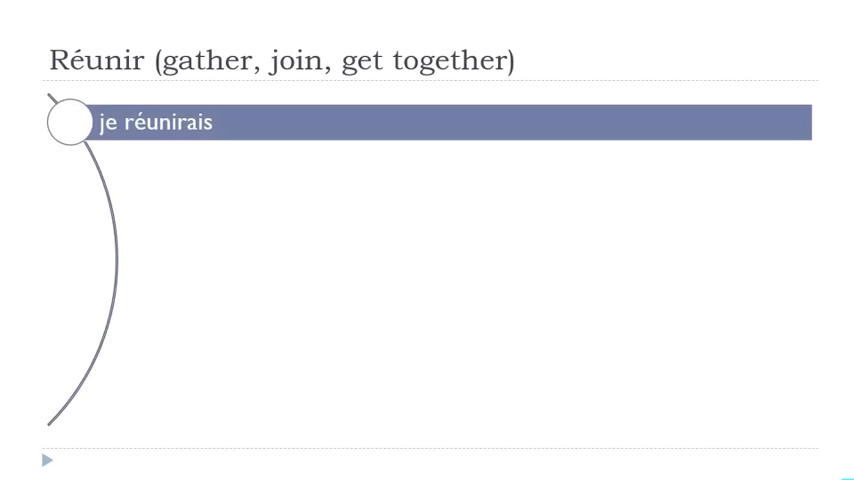 Réunir (gather, join, get together)
je réunirais